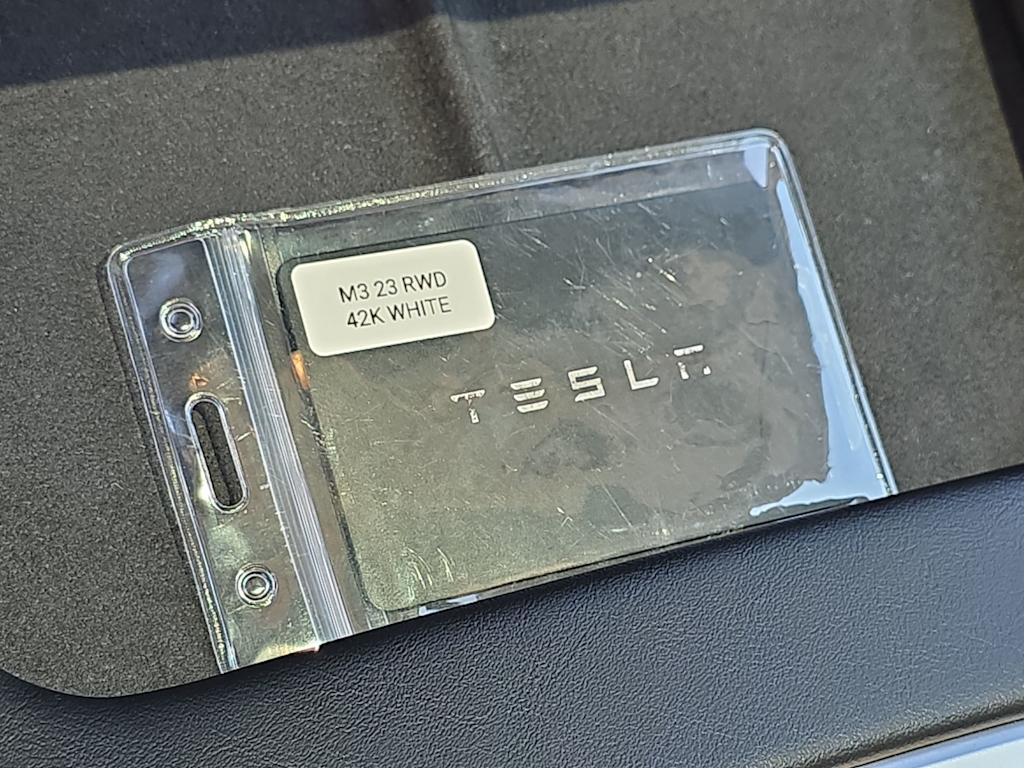 M3 23 RWD
42K WHITE
TESLA